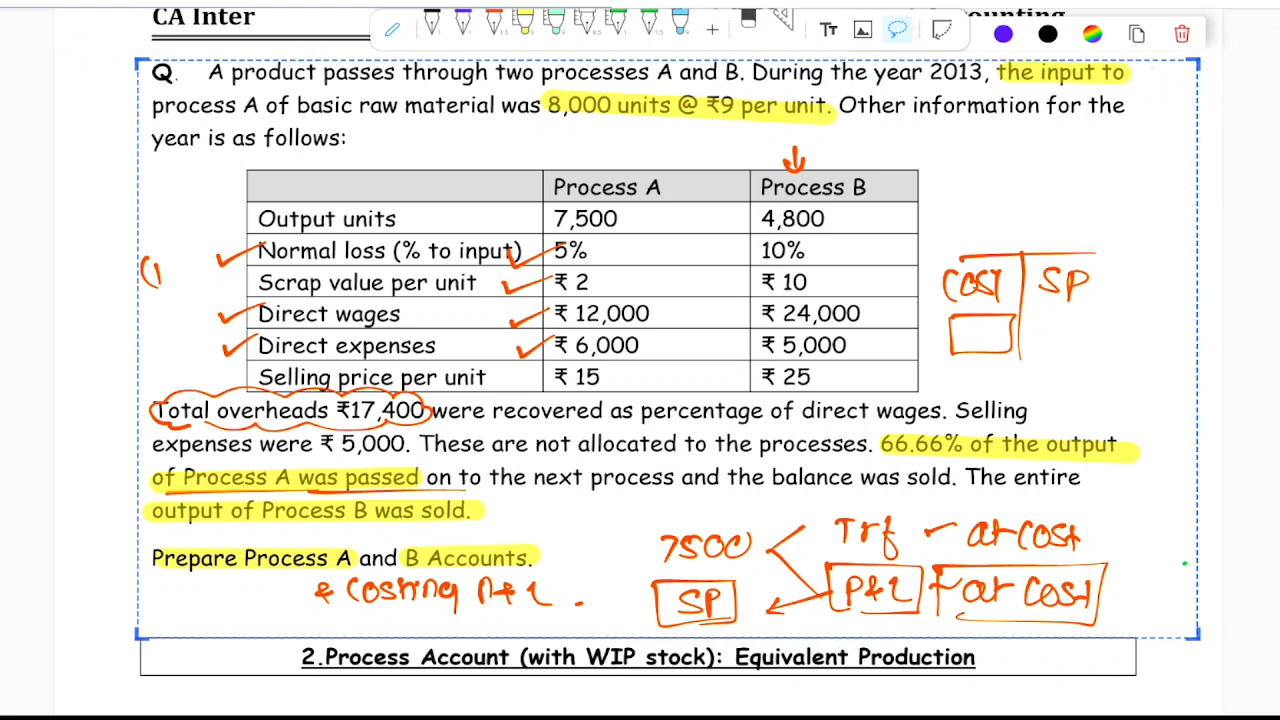 CA Inter
Q. A product passes through two processes A and B. During the year 2013, the input to
process A of basic raw material was 8,000 units @ ₹9 per unit. Other information for the
year is as follows:
Process A Process B
Output units 7,500 4,800
Normal loss (% to input) 5% 10%
Scrap value per unit ₹ 2 ₹ 10
Direct wages ₹ 12,000 ₹ 24,000
Direct expenses ₹ 6,000 ₹ 5,000
Selling price per unit ₹ 15 ₹ 25
Cost SP
Total overheads ₹17,400 were recovered as percentage of direct wages. Selling
expenses were ₹ 5,000. These are not allocated to the processes. 66.66% of the output
of Process A was passed on to the next process and the balance was sold. The entire
output of Process B was sold.
7500 Trf at cost
Prepare Process A and B Accounts.
& costing P&L.
SP P&L at cost
2.Process Account (with WIP stock): Equivalent Production